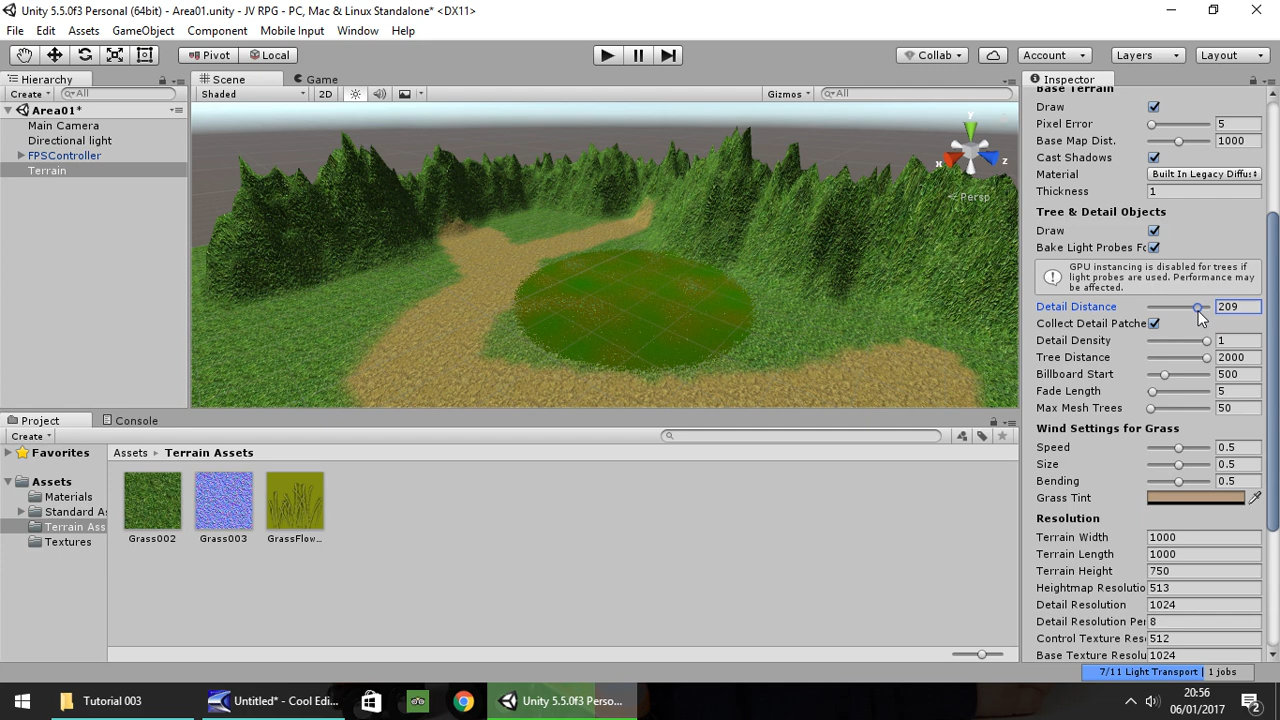 Unity 5.5.0f3 Personal (64bit) - Area01.unity - JV RPG - PC, Mac & Linux Standalone* <DX11>
File Edit Assets GameObject Component Mobile Input Window Help
Pivot Local Collab Account Layers Layout
Hierarchy Scene Game Inspector
Create All Shaded 2D Gizmos All
Area01*
Main Camera
Directional light
FPSController
Terrain
y
x
z
Persp
Base Terrain
Draw
Pixel Error 5
Base Map Dist. 1000
Cast Shadows
Material Built In Legacy Diffus
Thickness 1
Tree & Detail Objects
Draw
Bake Light Probes Fo
GPU instancing is disabled for trees if
light probes are used. Performance may
be affected.
Detail Distance 209
Collect Detail Patche
Detail Density 1
Tree Distance 2000
Billboard Start 500
Fade Length 5
Max Mesh Trees 50
Wind Settings for Grass
Speed 0.5
Size 0.5
Bending 0.5
Grass Tint
Resolution
Terrain Width 1000
Terrain Length 1000
Terrain Height 750
Heightmap Resolutio 513
Detail Resolution 1024
Detail Resolution Per 8
Control Texture Res 512
Base Texture Resolu 1024
Project Console
Create
Favorites
Assets
Materials
Standard As
Terrain Ass
Textures
Assets Terrain Assets
Grass002 Grass003 GrassFlow...
7/11 Light Transport 1 jobs
Tutorial 003 Untitled* - Cool Edi... Unity 5.5.0f3 Perso... 20:56
06/01/2017 2